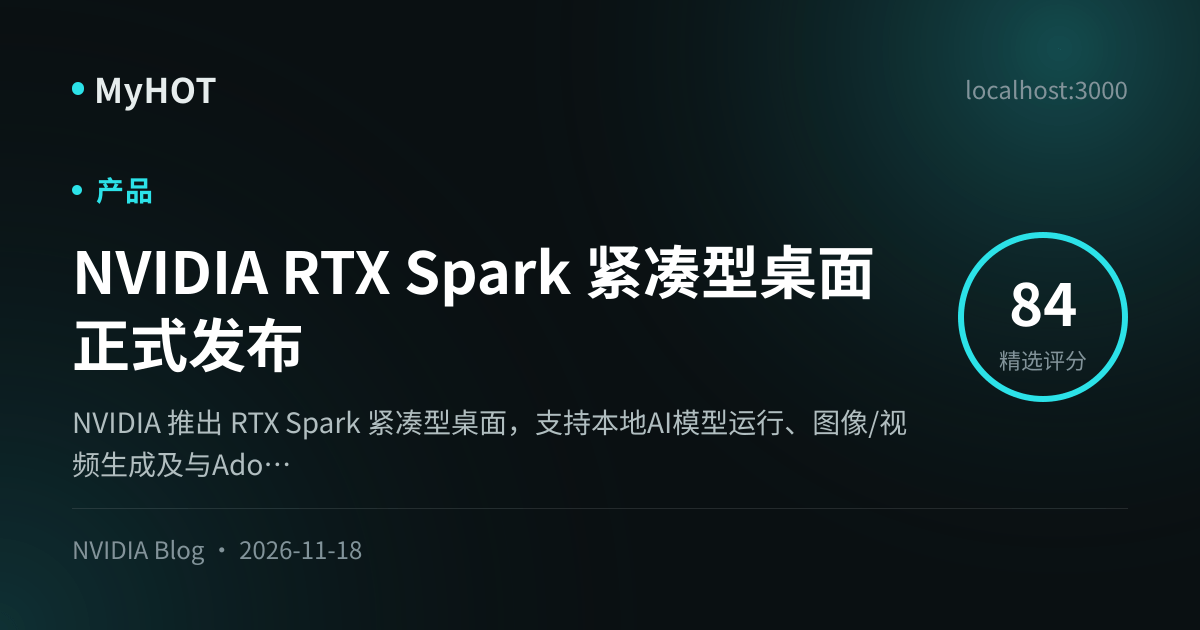 MyHOT
localhost:3000
产品
NVIDIA RTX Spark 紧凑型桌面
正式发布
84
精选评分
NVIDIA 推出 RTX Spark 紧凑型桌面，支持本地AI模型运行、图像/视
频生成及与Ado…
NVIDIA Blog · 2026-11-18